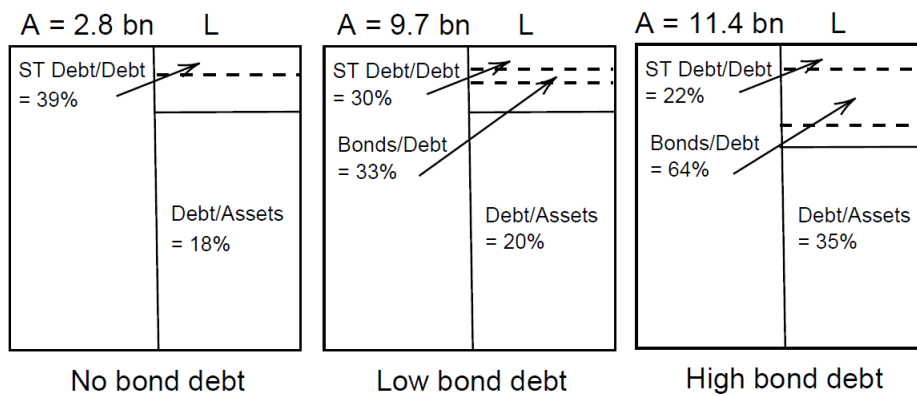 A = 2.8 bn L
ST Debt/Debt
= 39%
Debt/Assets
= 18%
No bond debt
A = 9.7 bn L
ST Debt/Debt
= 30%
Bonds/Debt
= 33%
Debt/Assets
= 20%
Low bond debt
A = 11.4 bn L
ST Debt/Debt
= 22%
Bonds/Debt
= 64%
Debt/Assets
= 35%
High bond debt